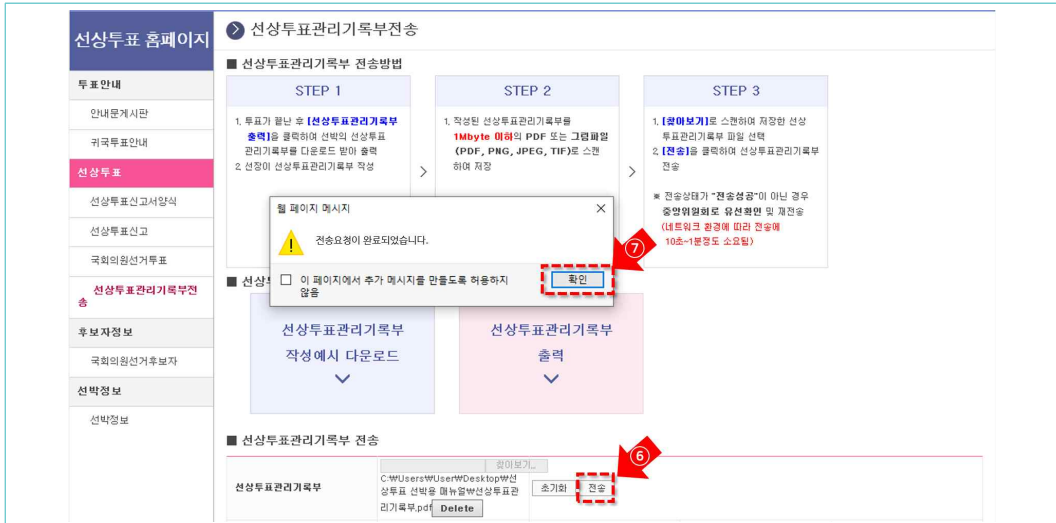 선상투표 홈페이지
투표안내
안내문게시판
귀국투표안내
선상투표
선상투표신고서양식
선상투표신고
국회의원선거투표
선상투표관리기록부전
송
후보자정보
국회의원선거후보자
선박정보
선박정보
선상투표관리기록부전송
■ 선상투표관리기록부 전송방법
STEP 1
1. 투표가 끝난 후 [선상투표관리기록부
출력]을 클릭하여 선박의 선상투표
관리기록부를 다운로드 받아 출력
2. 선장이 선상투표관리기록부 작성
>
STEP 2
1. 작성된 선상투표관리기록부를
1Mbyte 이하의 PDF 또는 그림파일
(PDF, PNG, JPEG, TIF)로 스캔
하여 저장
>
STEP 3
1. [찾아보기]로 스캔하여 저장한 선상
투표관리기록부 파일 선택
2. [전송]을 클릭하여 선상투표관리기록부
전송
※ 전송상태가 "전송성공"이 아닌 경우
중앙위원회로 유선확인 및 재전송
(네트워크 환경에 따라 전송에
10초~1분정도 소요됨)
웹 페이지 메시지
전송요청이 완료되었습니다.
이 페이지에서 추가 메시지를 만들도록 허용하지
않음
확인
⑦
■ 선상
선상투표관리기록부
작성예시 다운로드
선상투표관리기록부
출력
■ 선상투표관리기록부 전송
⑥
선상투표관리기록부
찾아보기...
C:₩Users₩User₩Desktop₩선
상투표 선박용 매뉴얼₩선상투표관
리기록부.pdf Delete
초기화
전송